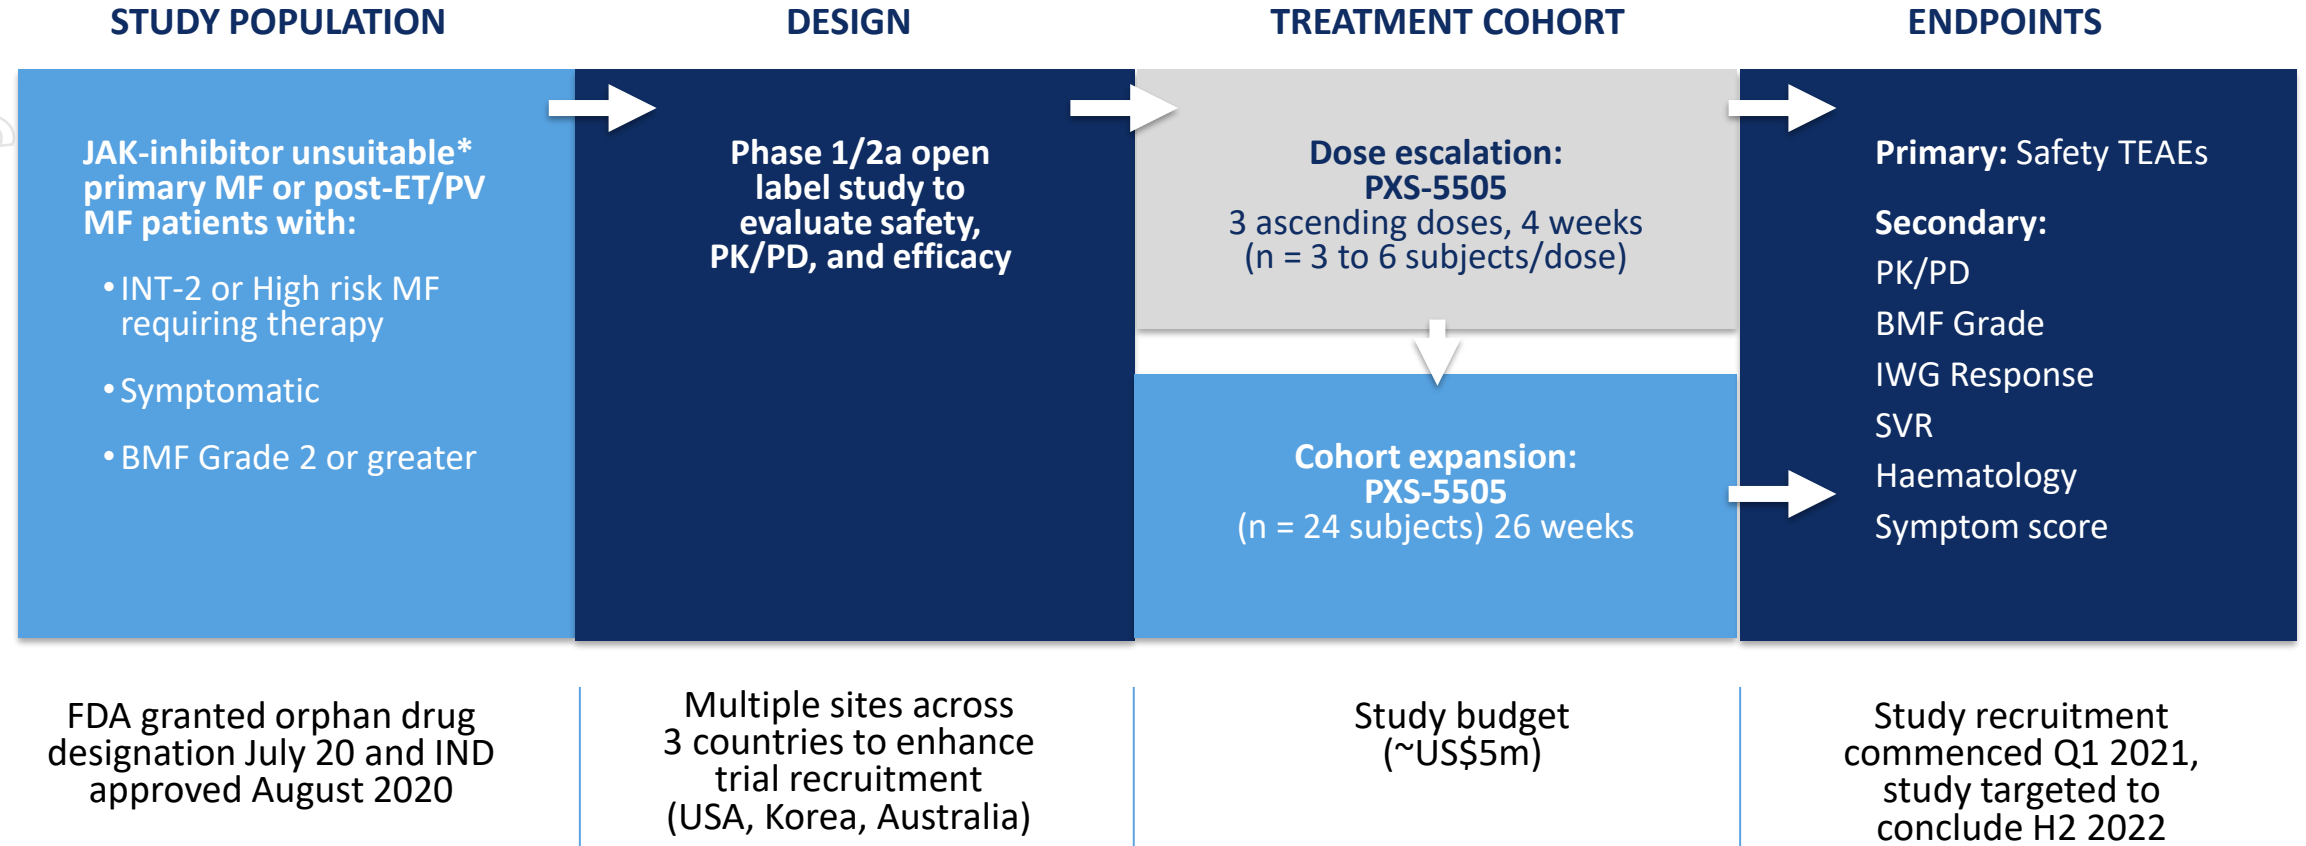 STUDY POPULATION
JAK-inhibitor unsuitable*
primary MF or post-ET/PV
MF patients with:
• INT-2 or High risk MF
requiring therapy
• Symptomatic
• BMF Grade 2 or greater
FDA granted orphan drug
designation July 20 and IND
approved August 2020
DESIGN
Phase 1/2a open
label study to
evaluate safety,
PK/PD, and efficacy
Multiple sites across
3 countries to enhance
trial recruitment
(USA, Korea, Australia)
TREATMENT COHORT
Dose escalation:
PXS-5505
3 ascending doses, 4 weeks
(n = 3 to 6 subjects/dose)
Cohort expansion:
PXS-5505
(n = 24 subjects) 26 weeks
Study budget
(~US$5m)
ENDPOINTS
Primary: Safety TEAEs
Secondary:
PK/PD
BMF Grade
IWG Response
SVR
Haematology
Symptom score
Study recruitment
commenced Q1 2021,
study targeted to
conclude H2 2022